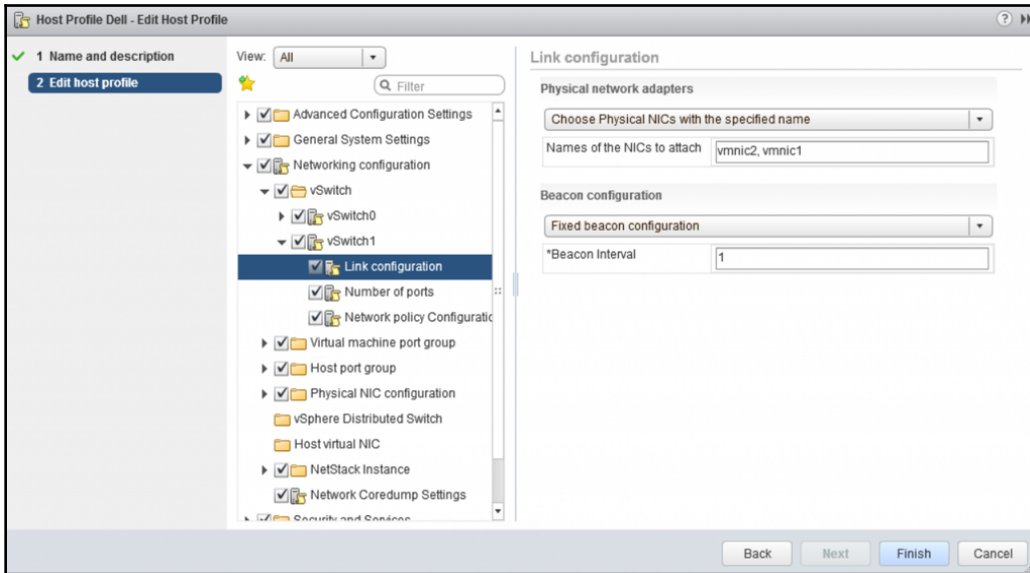 Host Profile Dell - Edit Host Profile
1 Name and description
2 Edit host profile
View: All
Filter
Advanced Configuration Settings
General System Settings
Networking configuration
vSwitch
vSwitch0
vSwitch1
Link configuration
Number of ports
Network policy Configuratio
Virtual machine port group
Host port group
Physical NIC configuration
vSphere Distributed Switch
Host virtual NIC
NetStack Instance
Network Coredump Settings
Security and Services
Link configuration
Physical network adapters
Choose Physical NICs with the specified name
Names of the NICs to attach vmnic2, vmnic1
Beacon configuration
Fixed beacon configuration
*Beacon Interval 1
Back Next Finish Cancel